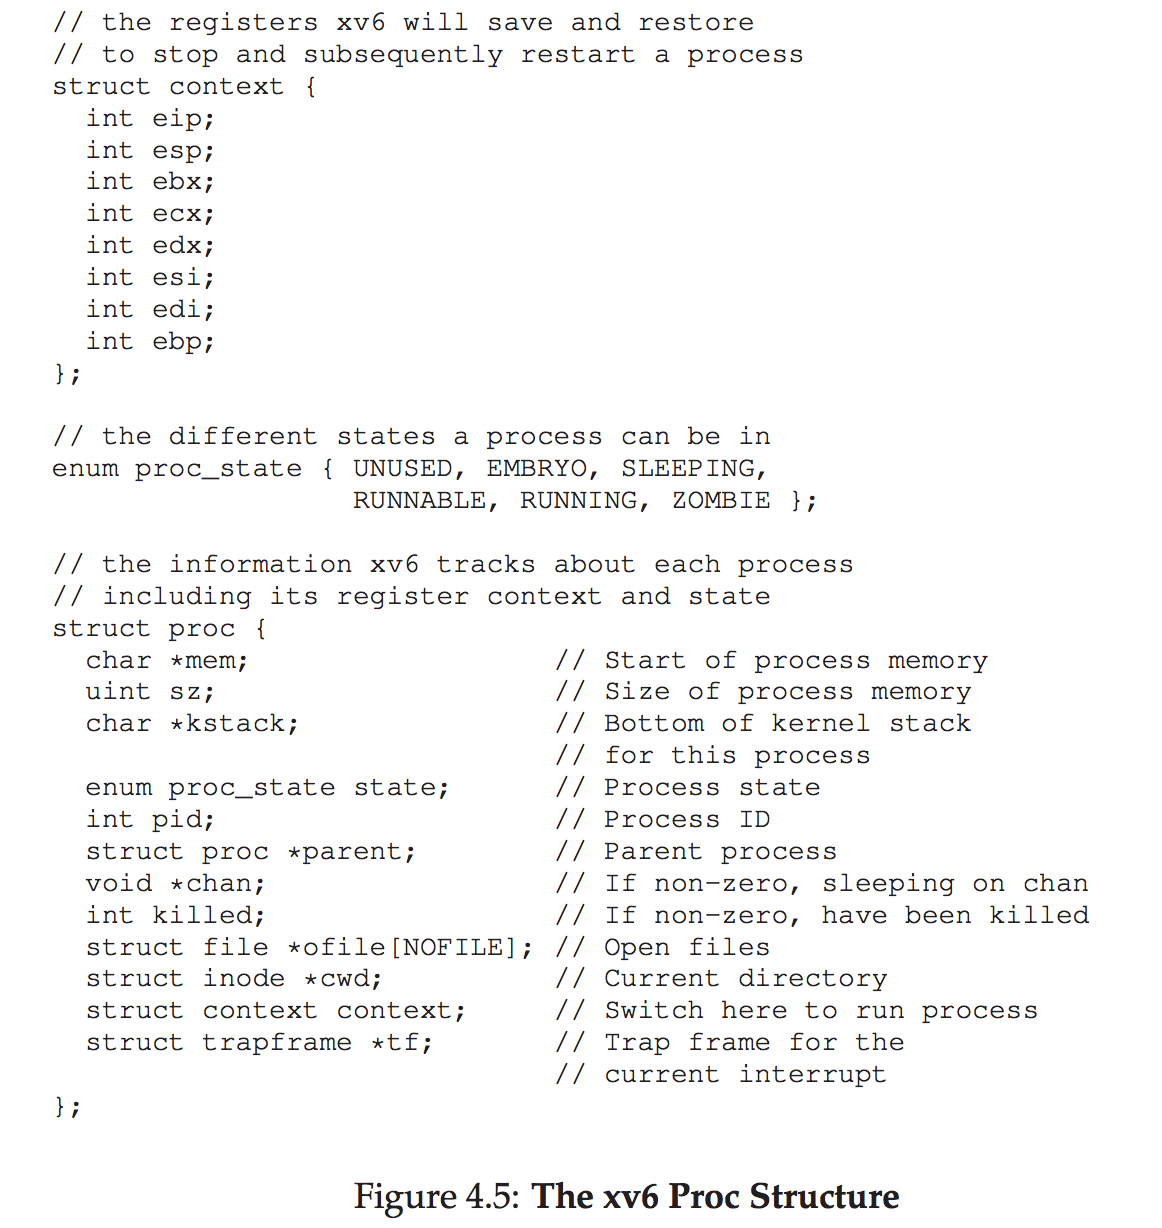 // the registers xv6 will save and restore
// to stop and subsequently restart a process
struct context {
  int eip;
  int esp;
  int ebx;
  int ecx;
  int edx;
  int esi;
  int edi;
  int ebp;
};

// the different states a process can be in
enum proc_state { UNUSED, EMBRYO, SLEEPING,
                  RUNNABLE, RUNNING, ZOMBIE };

// the information xv6 tracks about each process
// including its register context and state
struct proc {
  char *mem;                  // Start of process memory
  uint sz;                    // Size of process memory
  char *kstack;               // Bottom of kernel stack
                              // for this process
  enum proc_state state;      // Process state
  int pid;                    // Process ID
  struct proc *parent;        // Parent process
  void *chan;                 // If non-zero, sleeping on chan
  int killed;                 // If non-zero, have been killed
  struct file *ofile[NOFILE]; // Open files
  struct inode *cwd;          // Current directory
  struct context context;     // Switch here to run process
  struct trapframe *tf;       // Trap frame for the
                              // current interrupt
};

Figure 4.5: The xv6 Proc Structure